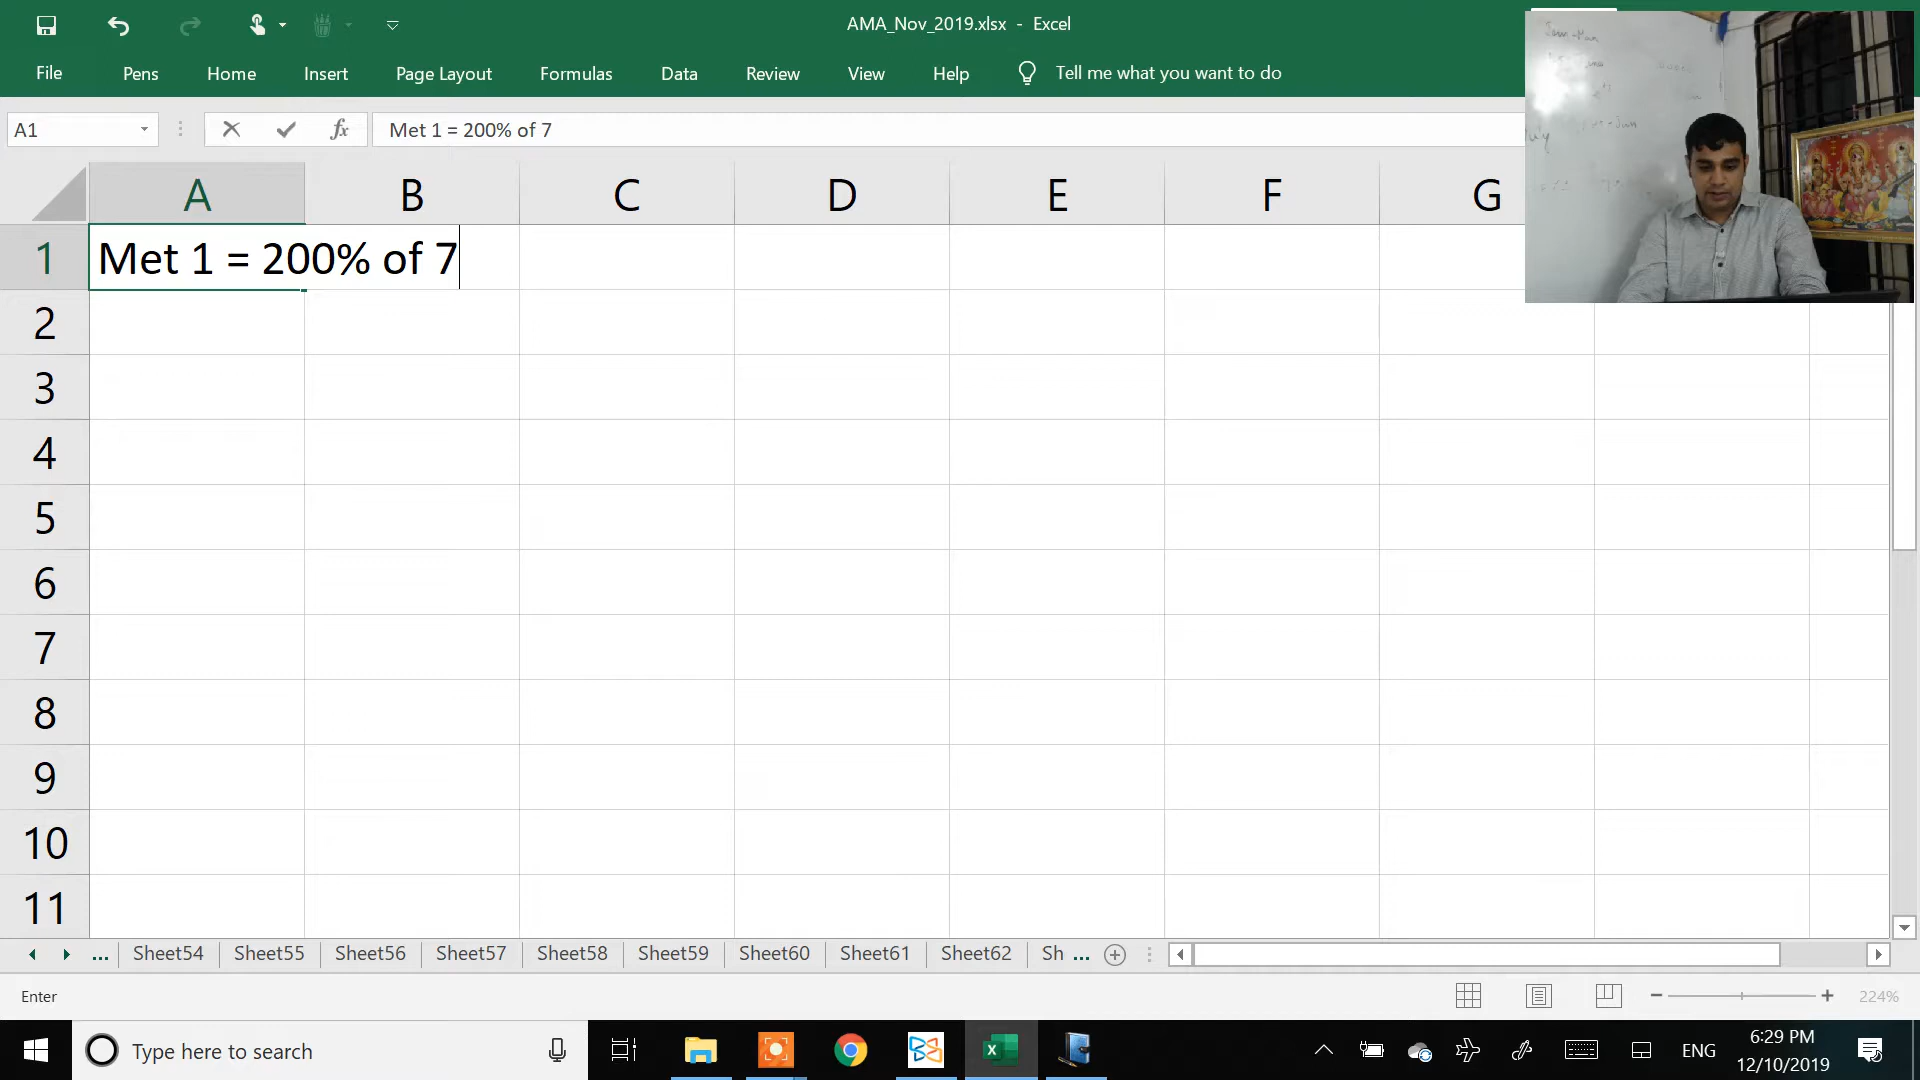 AMA_Nov_2019.xlsx - Excel
File Pens Home Insert Page Layout Formulas Data Review View Help Tell me what you want to do
A1 fx Met 1 = 200% of 7
A B C D E F G
1 Met 1 = 200% of 7
2
3
4
5
6
7
8
9
10
11
... Sheet54 Sheet55 Sheet56 Sheet57 Sheet58 Sheet59 Sheet60 Sheet61 Sheet62 Sh ...
Enter 224%
Type here to search ENG 6:29 PM
12/10/2019